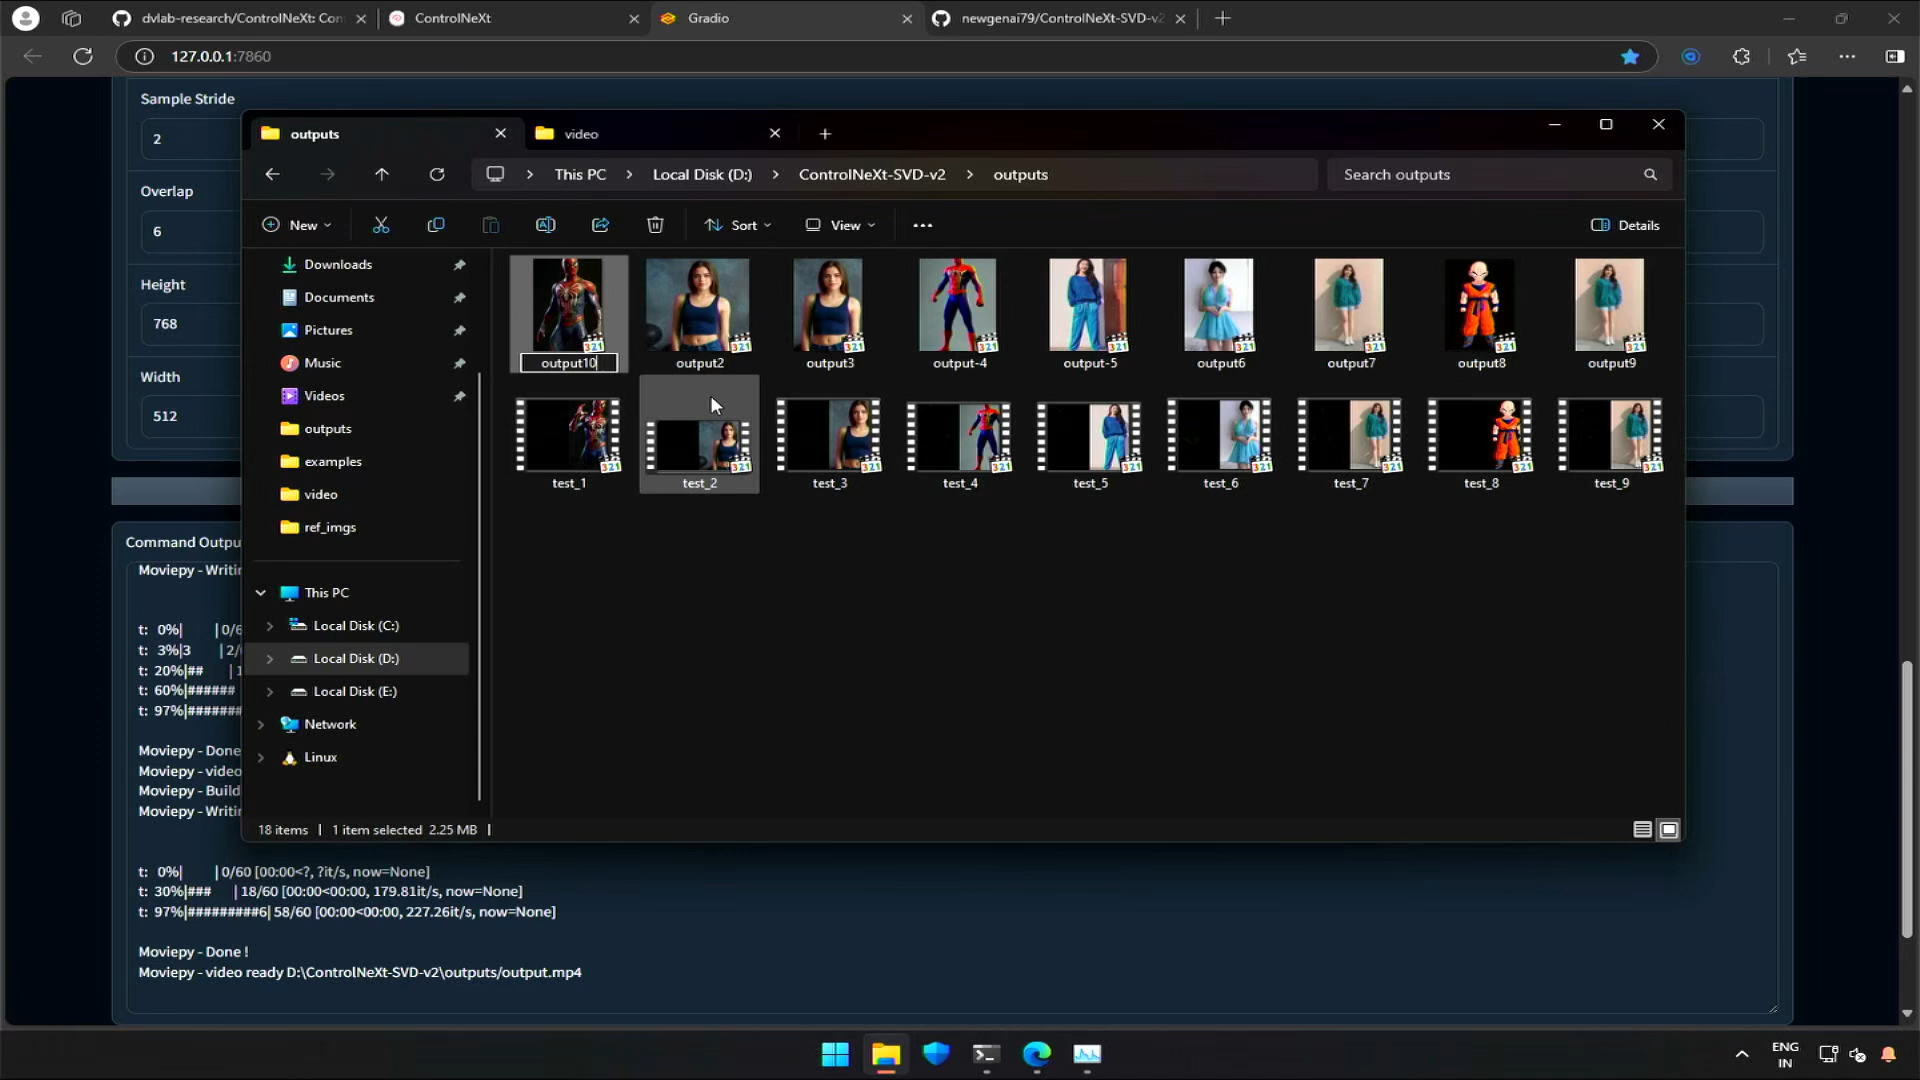 dvlab-research/ControlNeXt: Con
ControlNeXt
Gradio
newgenai79/ControlNeXt-SVD-v2
127.0.0.1:7860
Sample Stride
2
Overlap
6
Height
768
Width
512
outputs
video
This PC
Local Disk (D:)
ControlNeXt-SVD-v2
outputs
Search outputs
New
Sort
View
Details
Downloads
Documents
Pictures
Music
Videos
outputs
examples
video
ref_imgs
This PC
Local Disk (C:)
Local Disk (D:)
Local Disk (E:)
Network
Linux
output10
output2
output3
output-4
output-5
output6
output7
output8
output9
test_1
test_2
test_3
test_4
test_5
test_6
test_7
test_8
test_9
18 items | 1 item selected 2.25 MB |
Command Outpu
Moviepy - Writi
t: 0%| | 0/6
t: 3%|3 | 2/
t: 20%|## | 1
t: 60%|######
t: 97%|#######
Moviepy - Done
Moviepy - video
Moviepy - Build
Moviepy - Writi
t: 0%| | 0/60 [00:00<?, ?it/s, now=None]
t: 30%|### | 18/60 [00:00<00:00, 179.81it/s, now=None]
t: 97%|#########6| 58/60 [00:00<00:00, 227.26it/s, now=None]
Moviepy - Done !
Moviepy - video ready D:\ControlNeXt-SVD-v2\outputs/output.mp4
ENG
IN